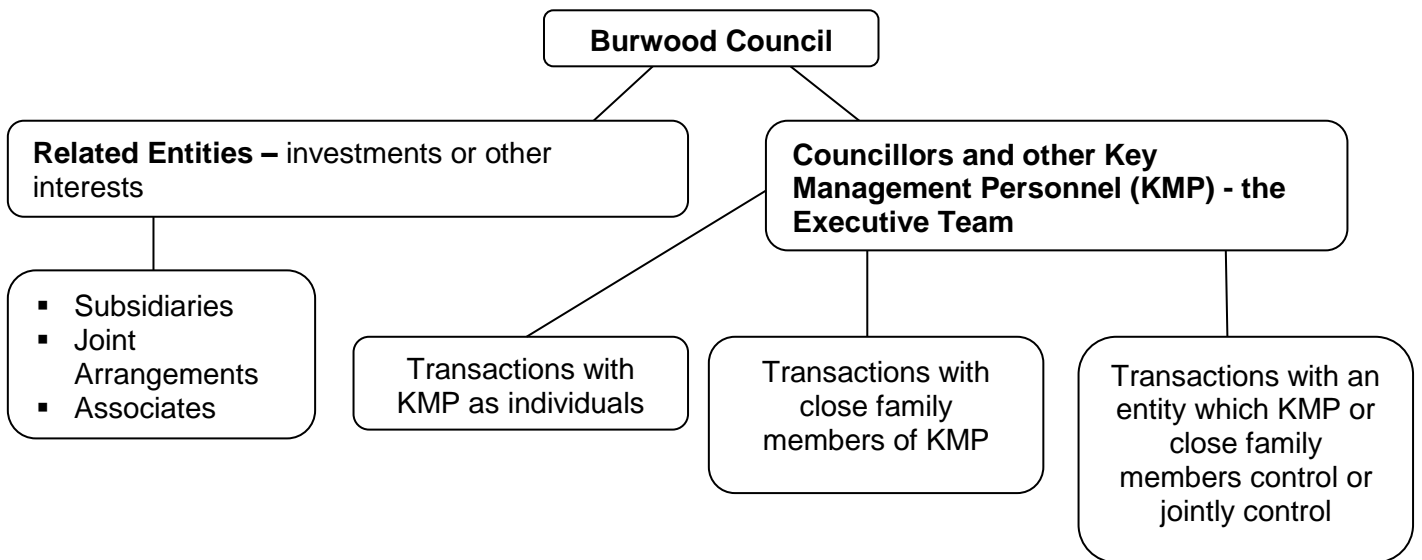 Burwood Council
Related Entities – investments or other
interests
Councillors and other Key
Management Personnel (KMP) - the
Executive Team
▪ Subsidiaries
▪ Joint
Arrangements
▪ Associates
Transactions with
KMP as individuals
Transactions with
close family
members of KMP
Transactions with an
entity which KMP or
close family
members control or
jointly control